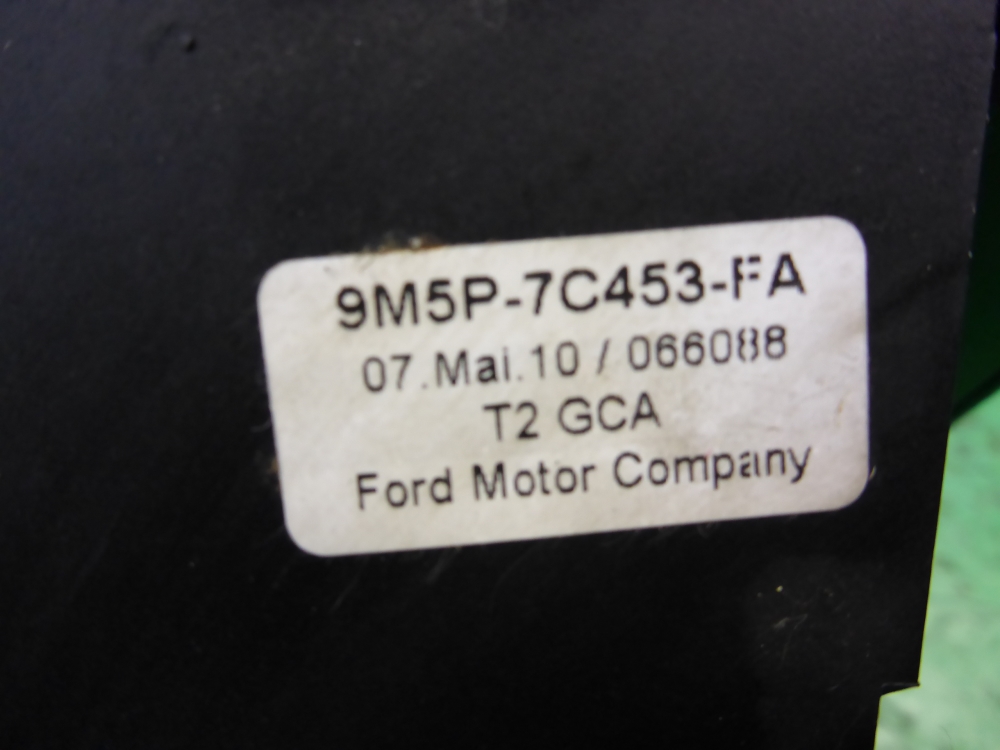 9M5P-7C453-FA
07.Mai.10 / 066088
T2 GCA
Ford Motor Company